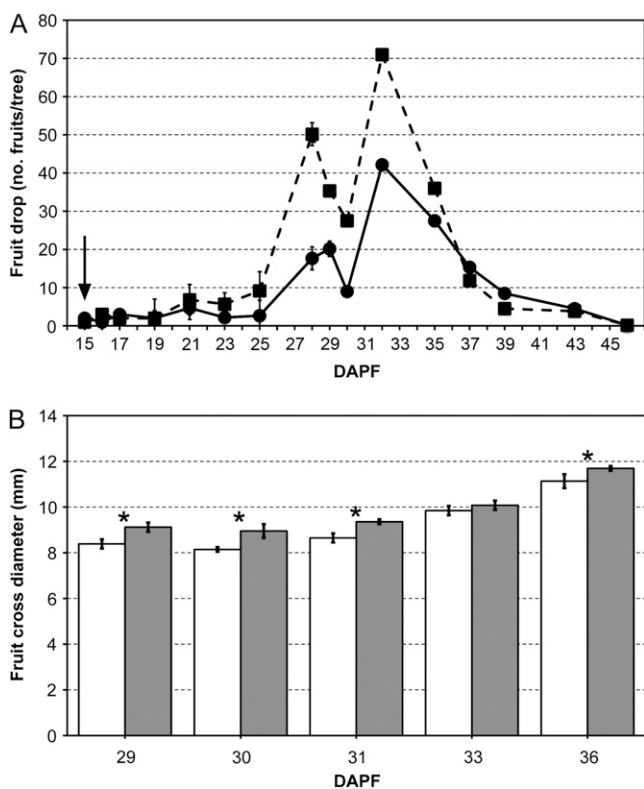 A
Fruit drop (no. fruits/tree)
80
70
60
50
40
30
20
10
0
15 17 19 21 23 25 27 29 31 33 35 37 39 41 43 45
DAPF
B
Fruit cross diameter (mm)
14
12
10
8
6
4
2
0
* * * *
29 30 31 33 36
DAPF